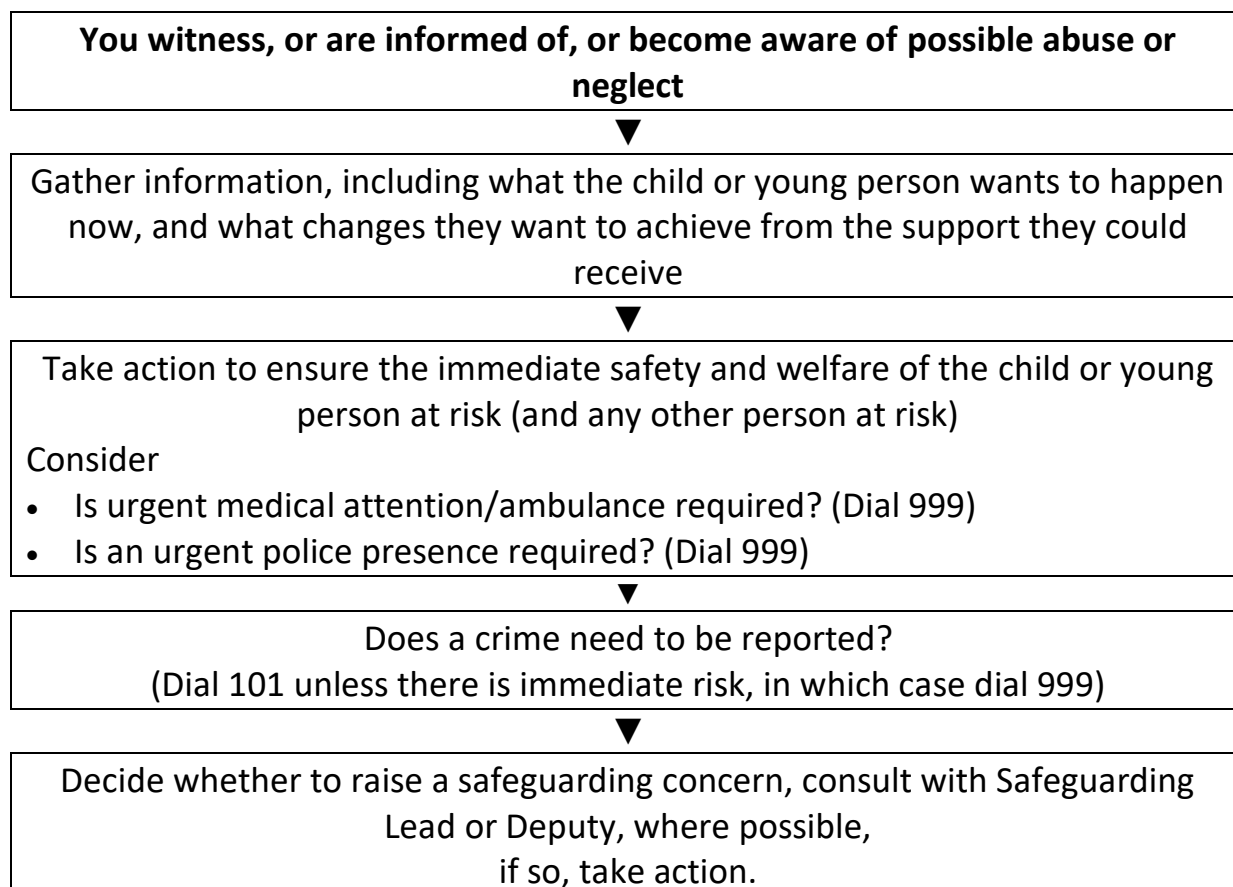 You witness, or are informed of, or become aware of possible abuse or
neglect
Gather information, including what the child or young person wants to happen
now, and what changes they want to achieve from the support they could
receive
Take action to ensure the immediate safety and welfare of the child or young
person at risk (and any other person at risk)
Consider
• Is urgent medical attention/ambulance required? (Dial 999)
• Is an urgent police presence required? (Dial 999)
Does a crime need to be reported?
(Dial 101 unless there is immediate risk, in which case dial 999)
Decide whether to raise a safeguarding concern, consult with Safeguarding
Lead or Deputy, where possible,
if so, take action.